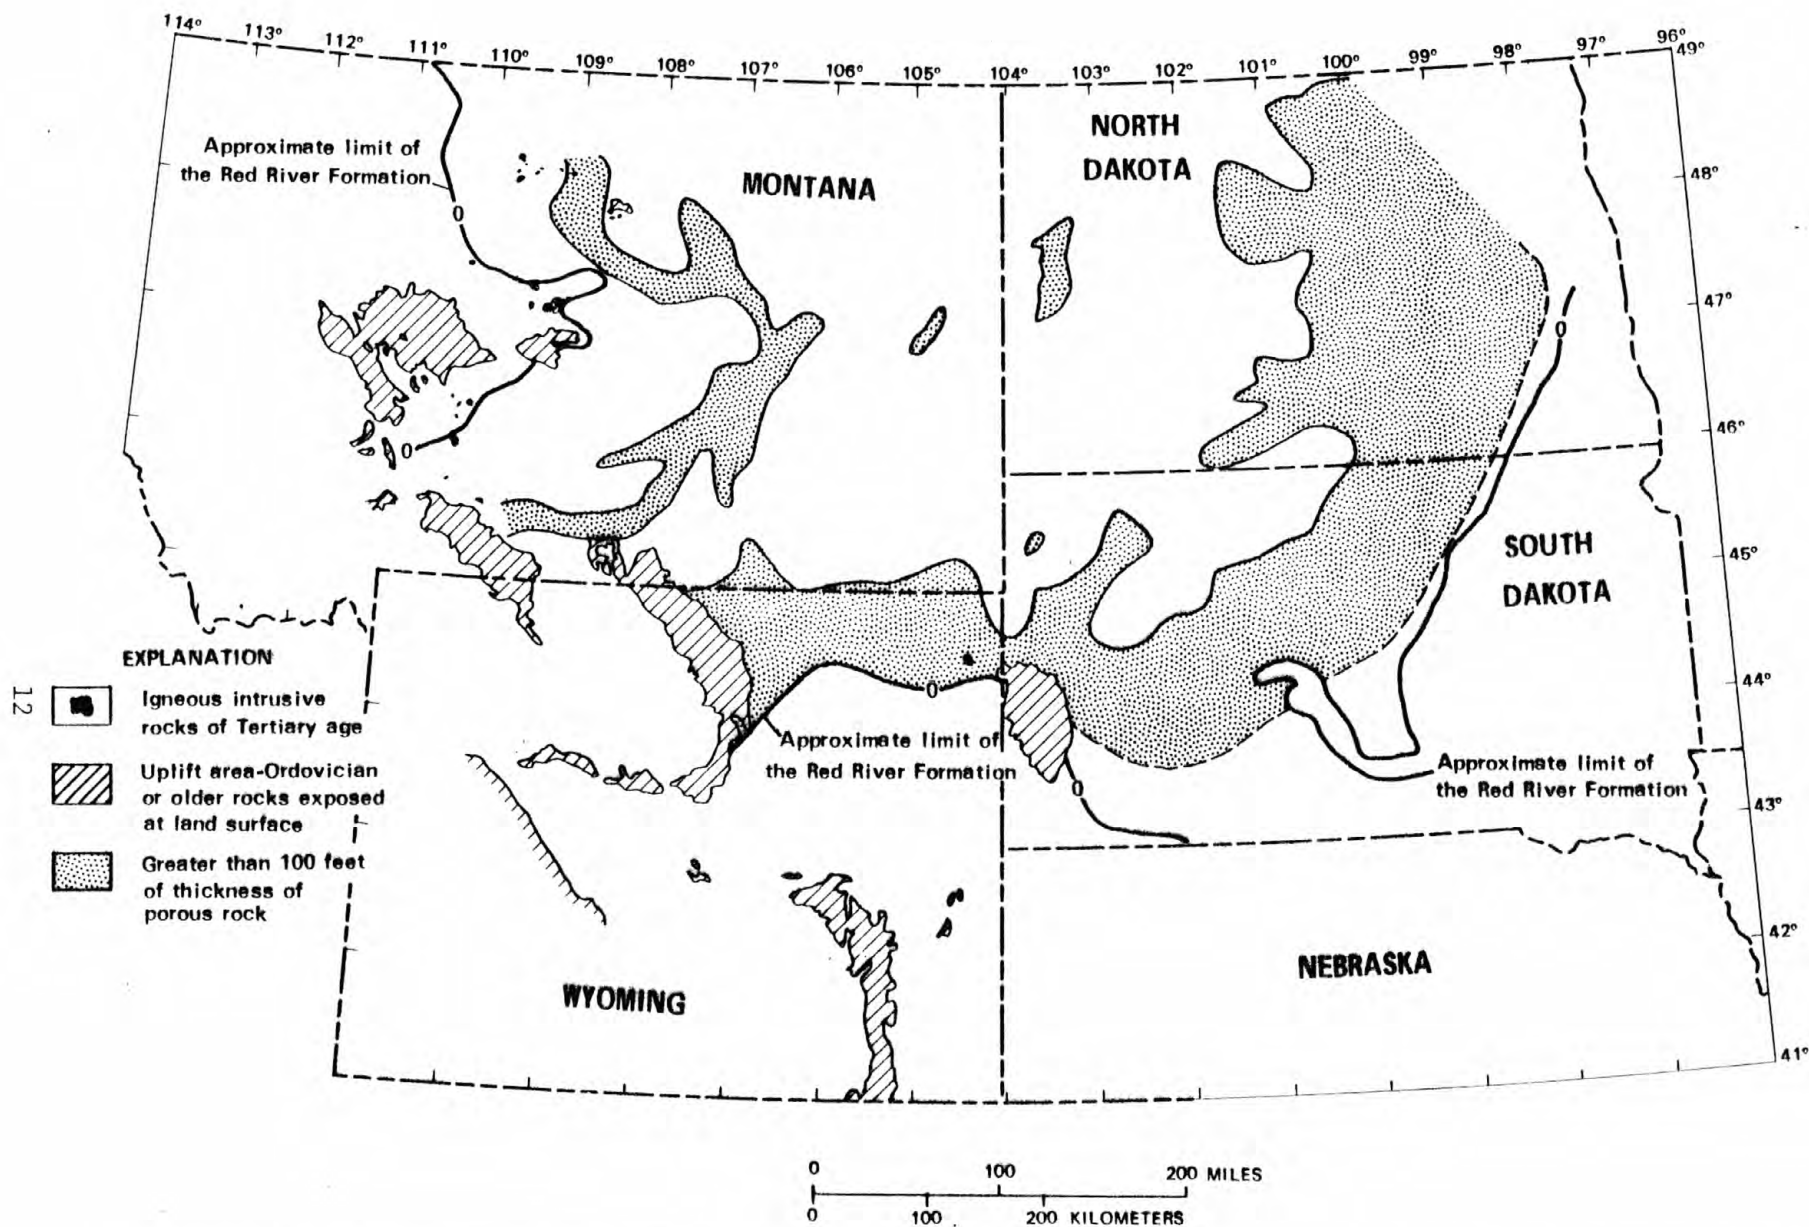 114° 113° 112° 111° 110° 109° 108° 107° 106° 105° 104° 103° 102° 101° 100° 99° 98° 97° 96°
49°
48°
47°
46°
45°
44°
43°
42°
41°
Approximate limit of
the Red River Formation
0
MONTANA
NORTH
DAKOTA
0
0
SOUTH
DAKOTA
EXPLANATION
Igneous intrusive
rocks of Tertiary age
Uplift area-Ordovician
or older rocks exposed
at land surface
Greater than 100 feet
of thickness of
porous rock
12
0
Approximate limit of
the Red River Formation
0
Approximate limit of
the Red River Formation
WYOMING
NEBRASKA
0 100 200 MILES
0 100 200 KILOMETERS